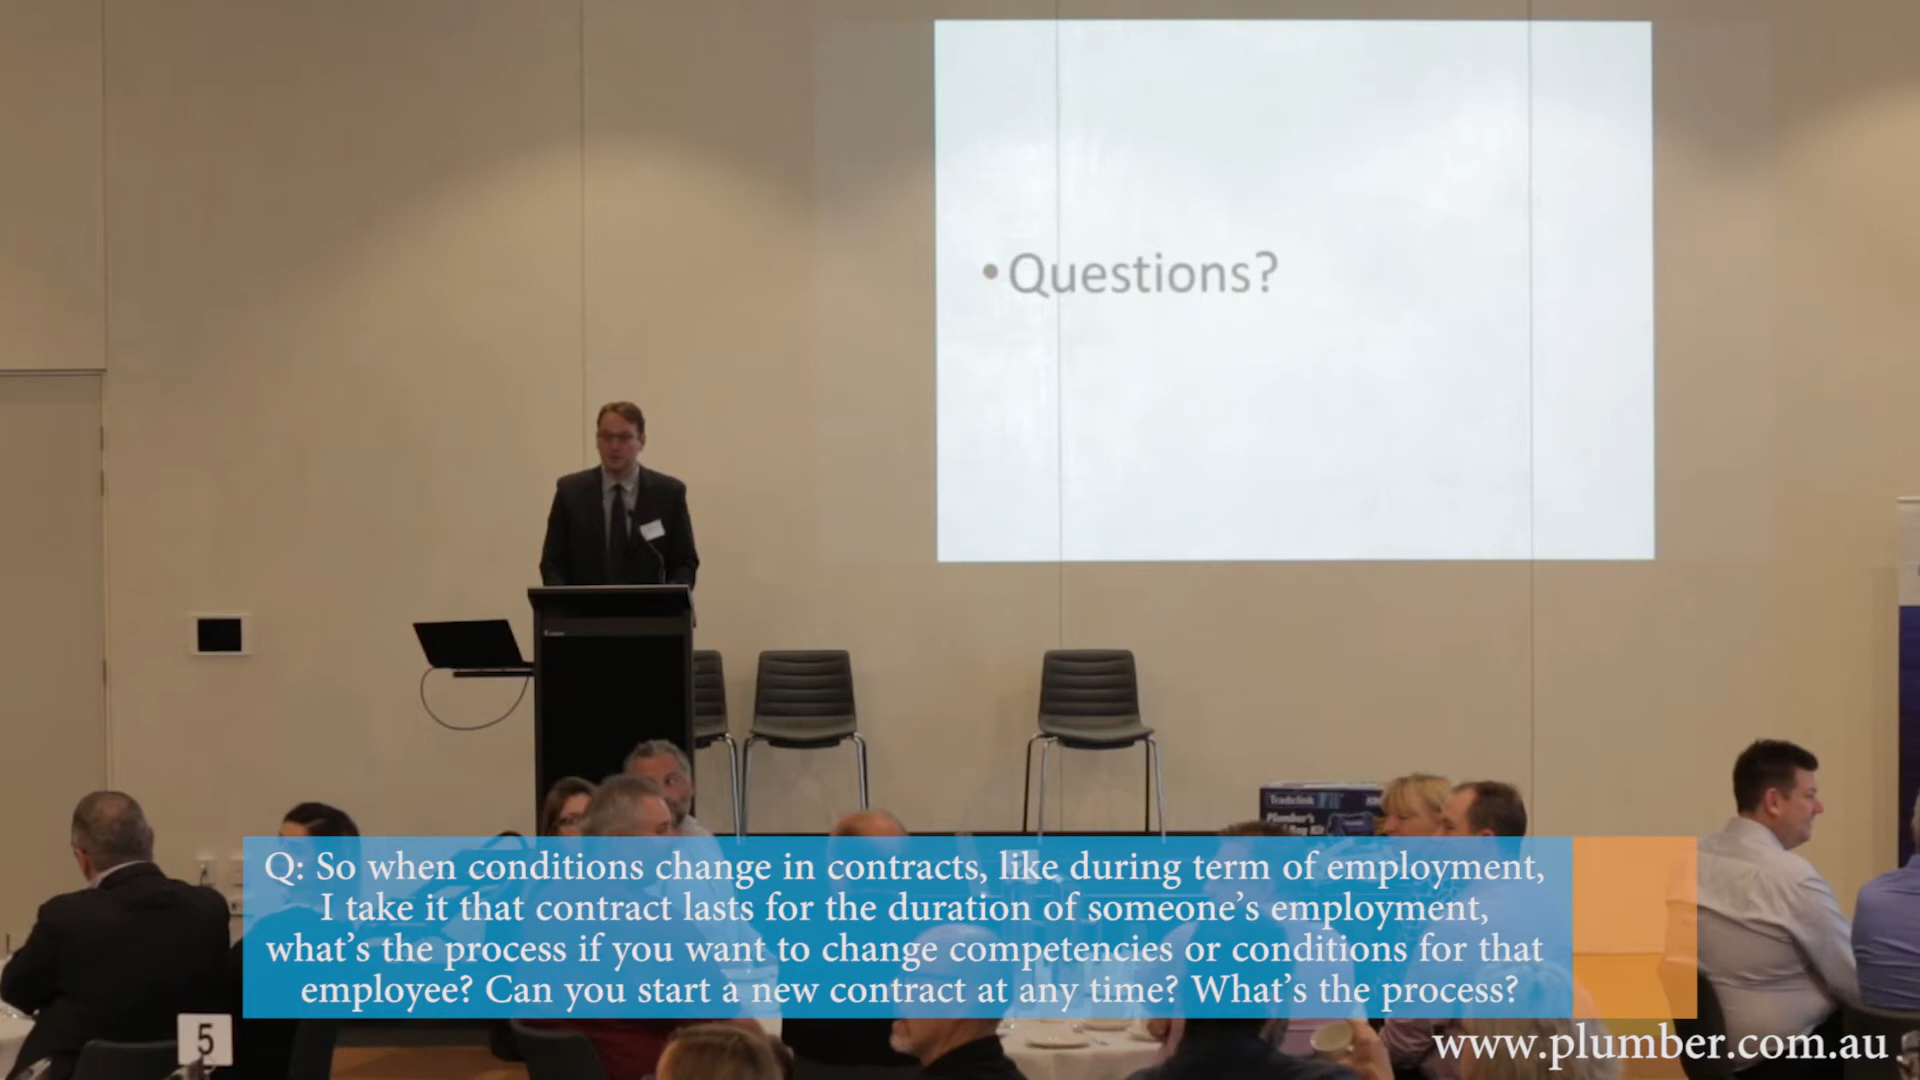 • Questions?
Tradelink
Plumber's
Q: So when conditions change in contracts, like during term of employment,
I take it that contract lasts for the duration of someone's employment,
what's the process if you want to change competencies or conditions for that
employee? Can you start a new contract at any time? What's the process?
5
www.plumber.com.au